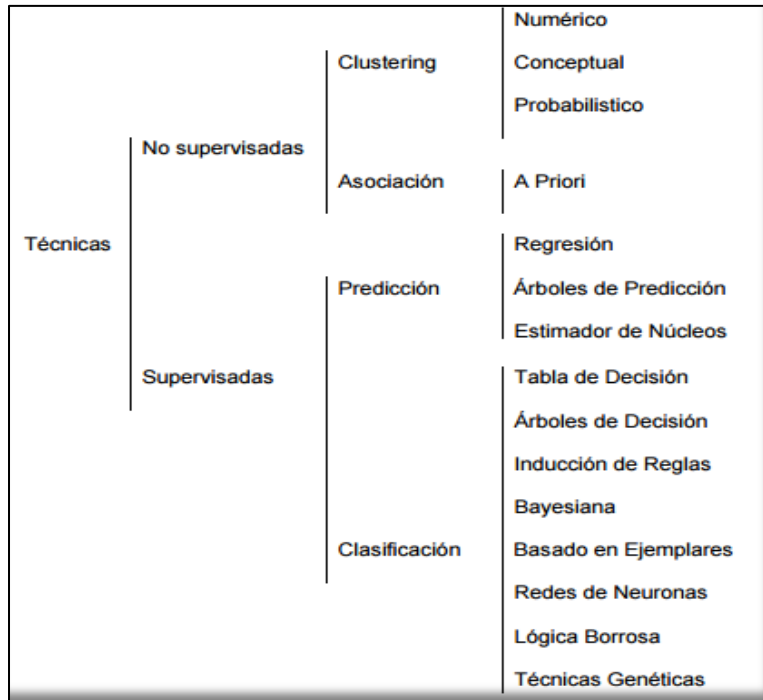 Numérico
Clustering Conceptual
Probabilistico
No supervisadas
Asociación A Priori
Técnicas Regresión
Predicción Árboles de Predicción
Estimador de Núcleos
Supervisadas Tabla de Decisión
Árboles de Decisión
Inducción de Reglas
Bayesiana
Clasificación Basado en Ejemplares
Redes de Neuronas
Lógica Borrosa
Técnicas Genéticas